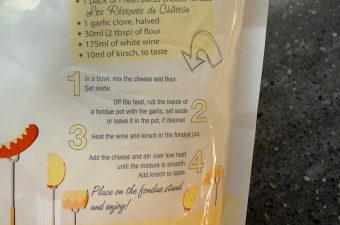 • 1 pack of Fresh Swiss cheese fondue
Les Réserves du Château
• 1 garlic clove, halved
• 30ml (2 tbsp) of flour
• 175ml of white wine
• 10ml of kirsch, to taste
1 In a bowl, mix the cheese and flour.
Set aside.
Off the heat, rub the inside of
a fondue pot with the garlic, set aside
or leave it in the pot, if desired. 2
3 Heat the wine and kirsch in the fondue pot.
Add the cheese and stir over low heat
until the mixture is smooth. 4
Add kirsch to taste.
Place on the fondue stand
and enjoy!